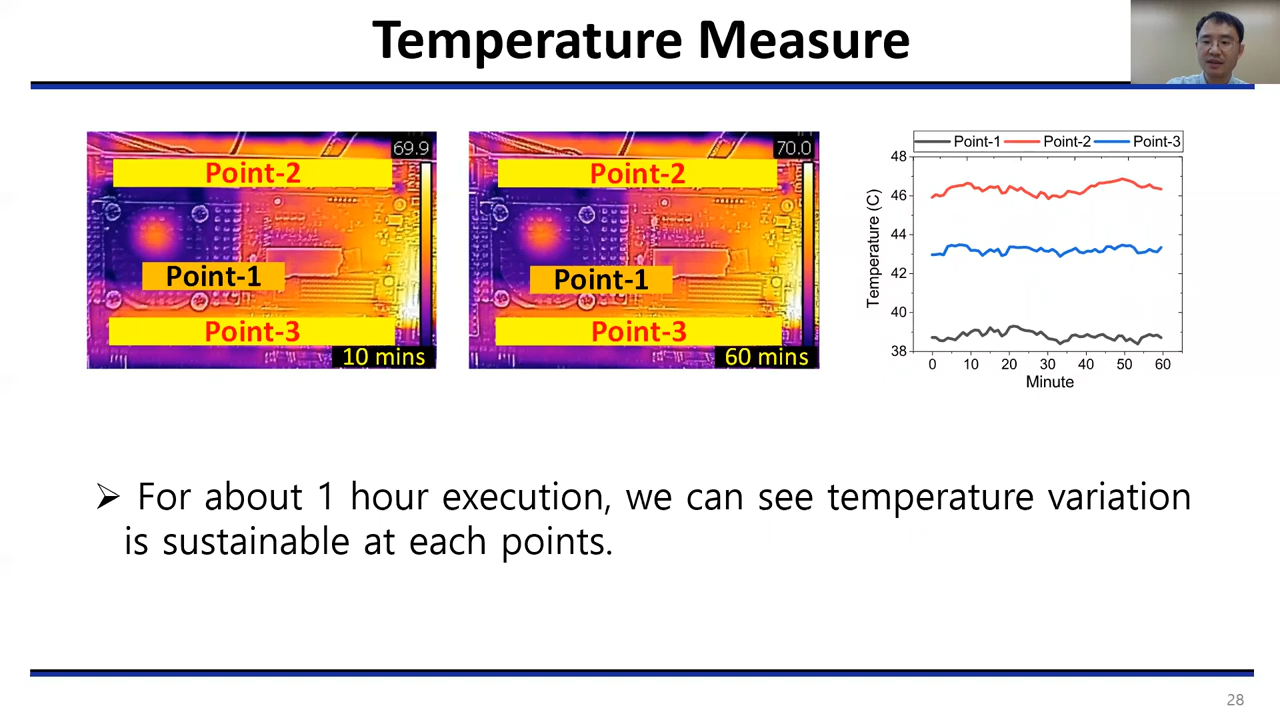 Temperature Measure
69.9
Point-2
Point-1
Point-3
10 mins
70.0
Point-2
Point-1
Point-3
60 mins
Point-1 Point-2 Point-3
Temperature (C)
48
46
44
42
40
38
0 10 20 30 40 50 60
Minute
➢ For about 1 hour execution, we can see temperature variation
is sustainable at each points.
28